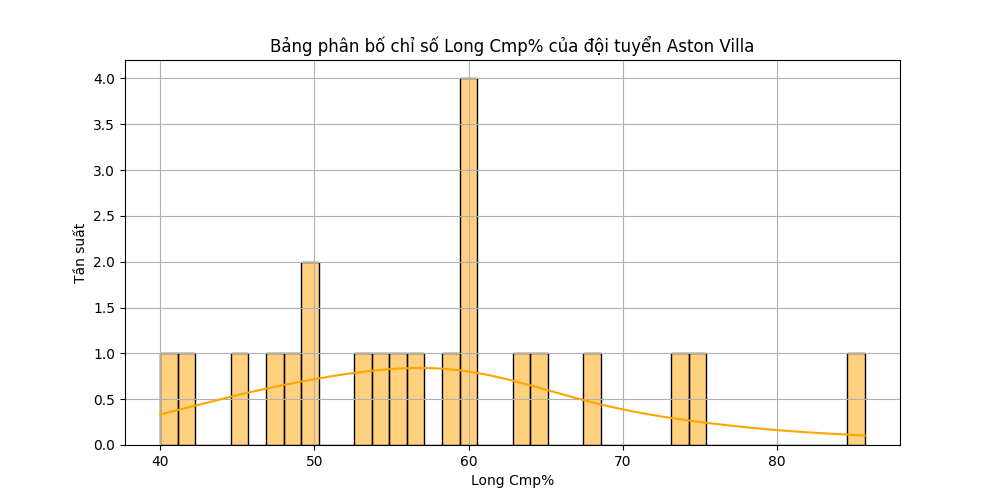 Bảng phân bố chỉ số Long Cmp% của đội tuyển Aston Villa
4.0
3.5
3.0
2.5
2.0
1.5
1.0
0.5
0.0
Tần suất
40 50 60 70 80
Long Cmp%